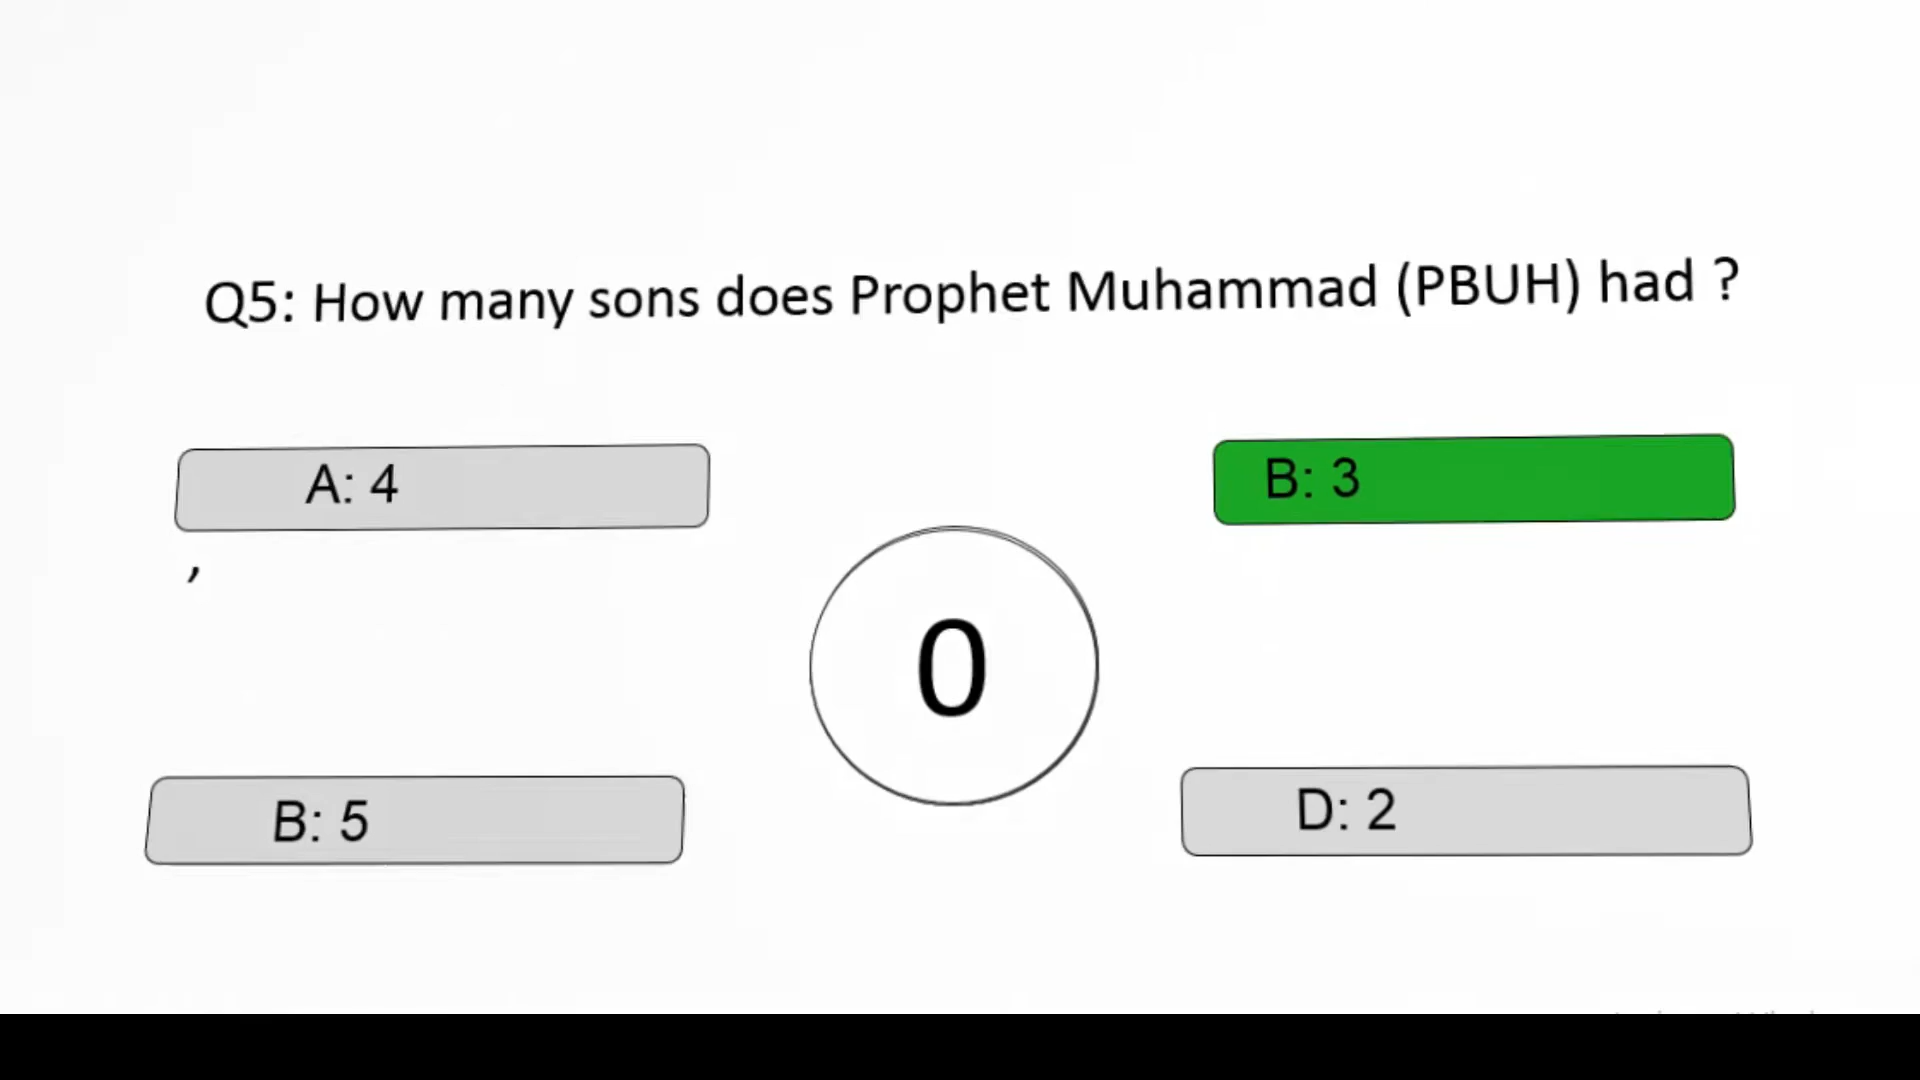 Q5: How many sons does Prophet Muhammad (PBUH) had ?
A: 4
B: 3
,
0
B: 5
D: 2